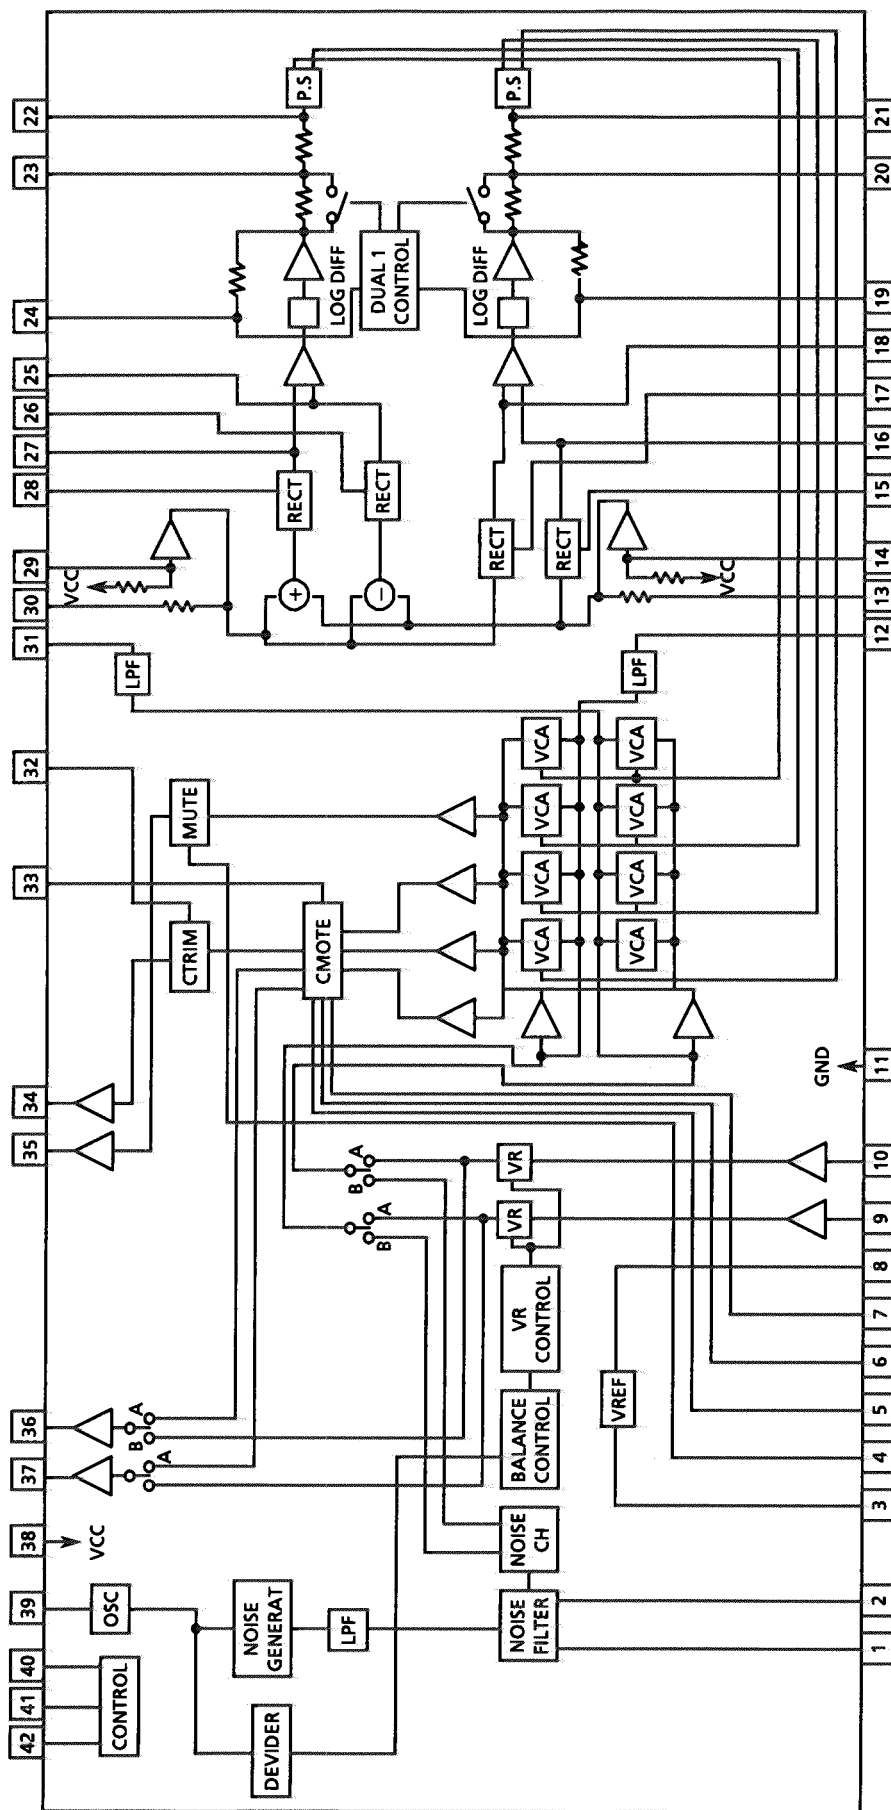 22
23
24
25
26
27
28
29
30
31
32
33
34
35
36
37
38
39
40
41
42
P.S
P.S
LOG DIFF
DUAL 1
CONTROL
LOG DIFF
RECT
RECT
RECT
RECT
VCC
VCC
+
−
LPF
LPF
MUTE
CTRIM
CMOTE
VCA
VCA
VCA
VCA
VCA
VCA
VCA
VCA
GND
A
B
A
B
VR
VR
VR
CONTROL
BALANCE
CONTROL
VREF
A
B
A
VCC
NOISE
CH
NOISE
FILTER
OSC
NOISE
GENERAT
LPF
CONTROL
DEVIDER
21
20
19
18
17
16
15
14
13
12
11
10
9
8
7
6
5
4
3
2
1